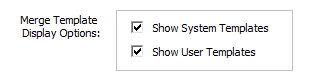 Merge Template
Display Options:
Show System Templates
Show User Templates